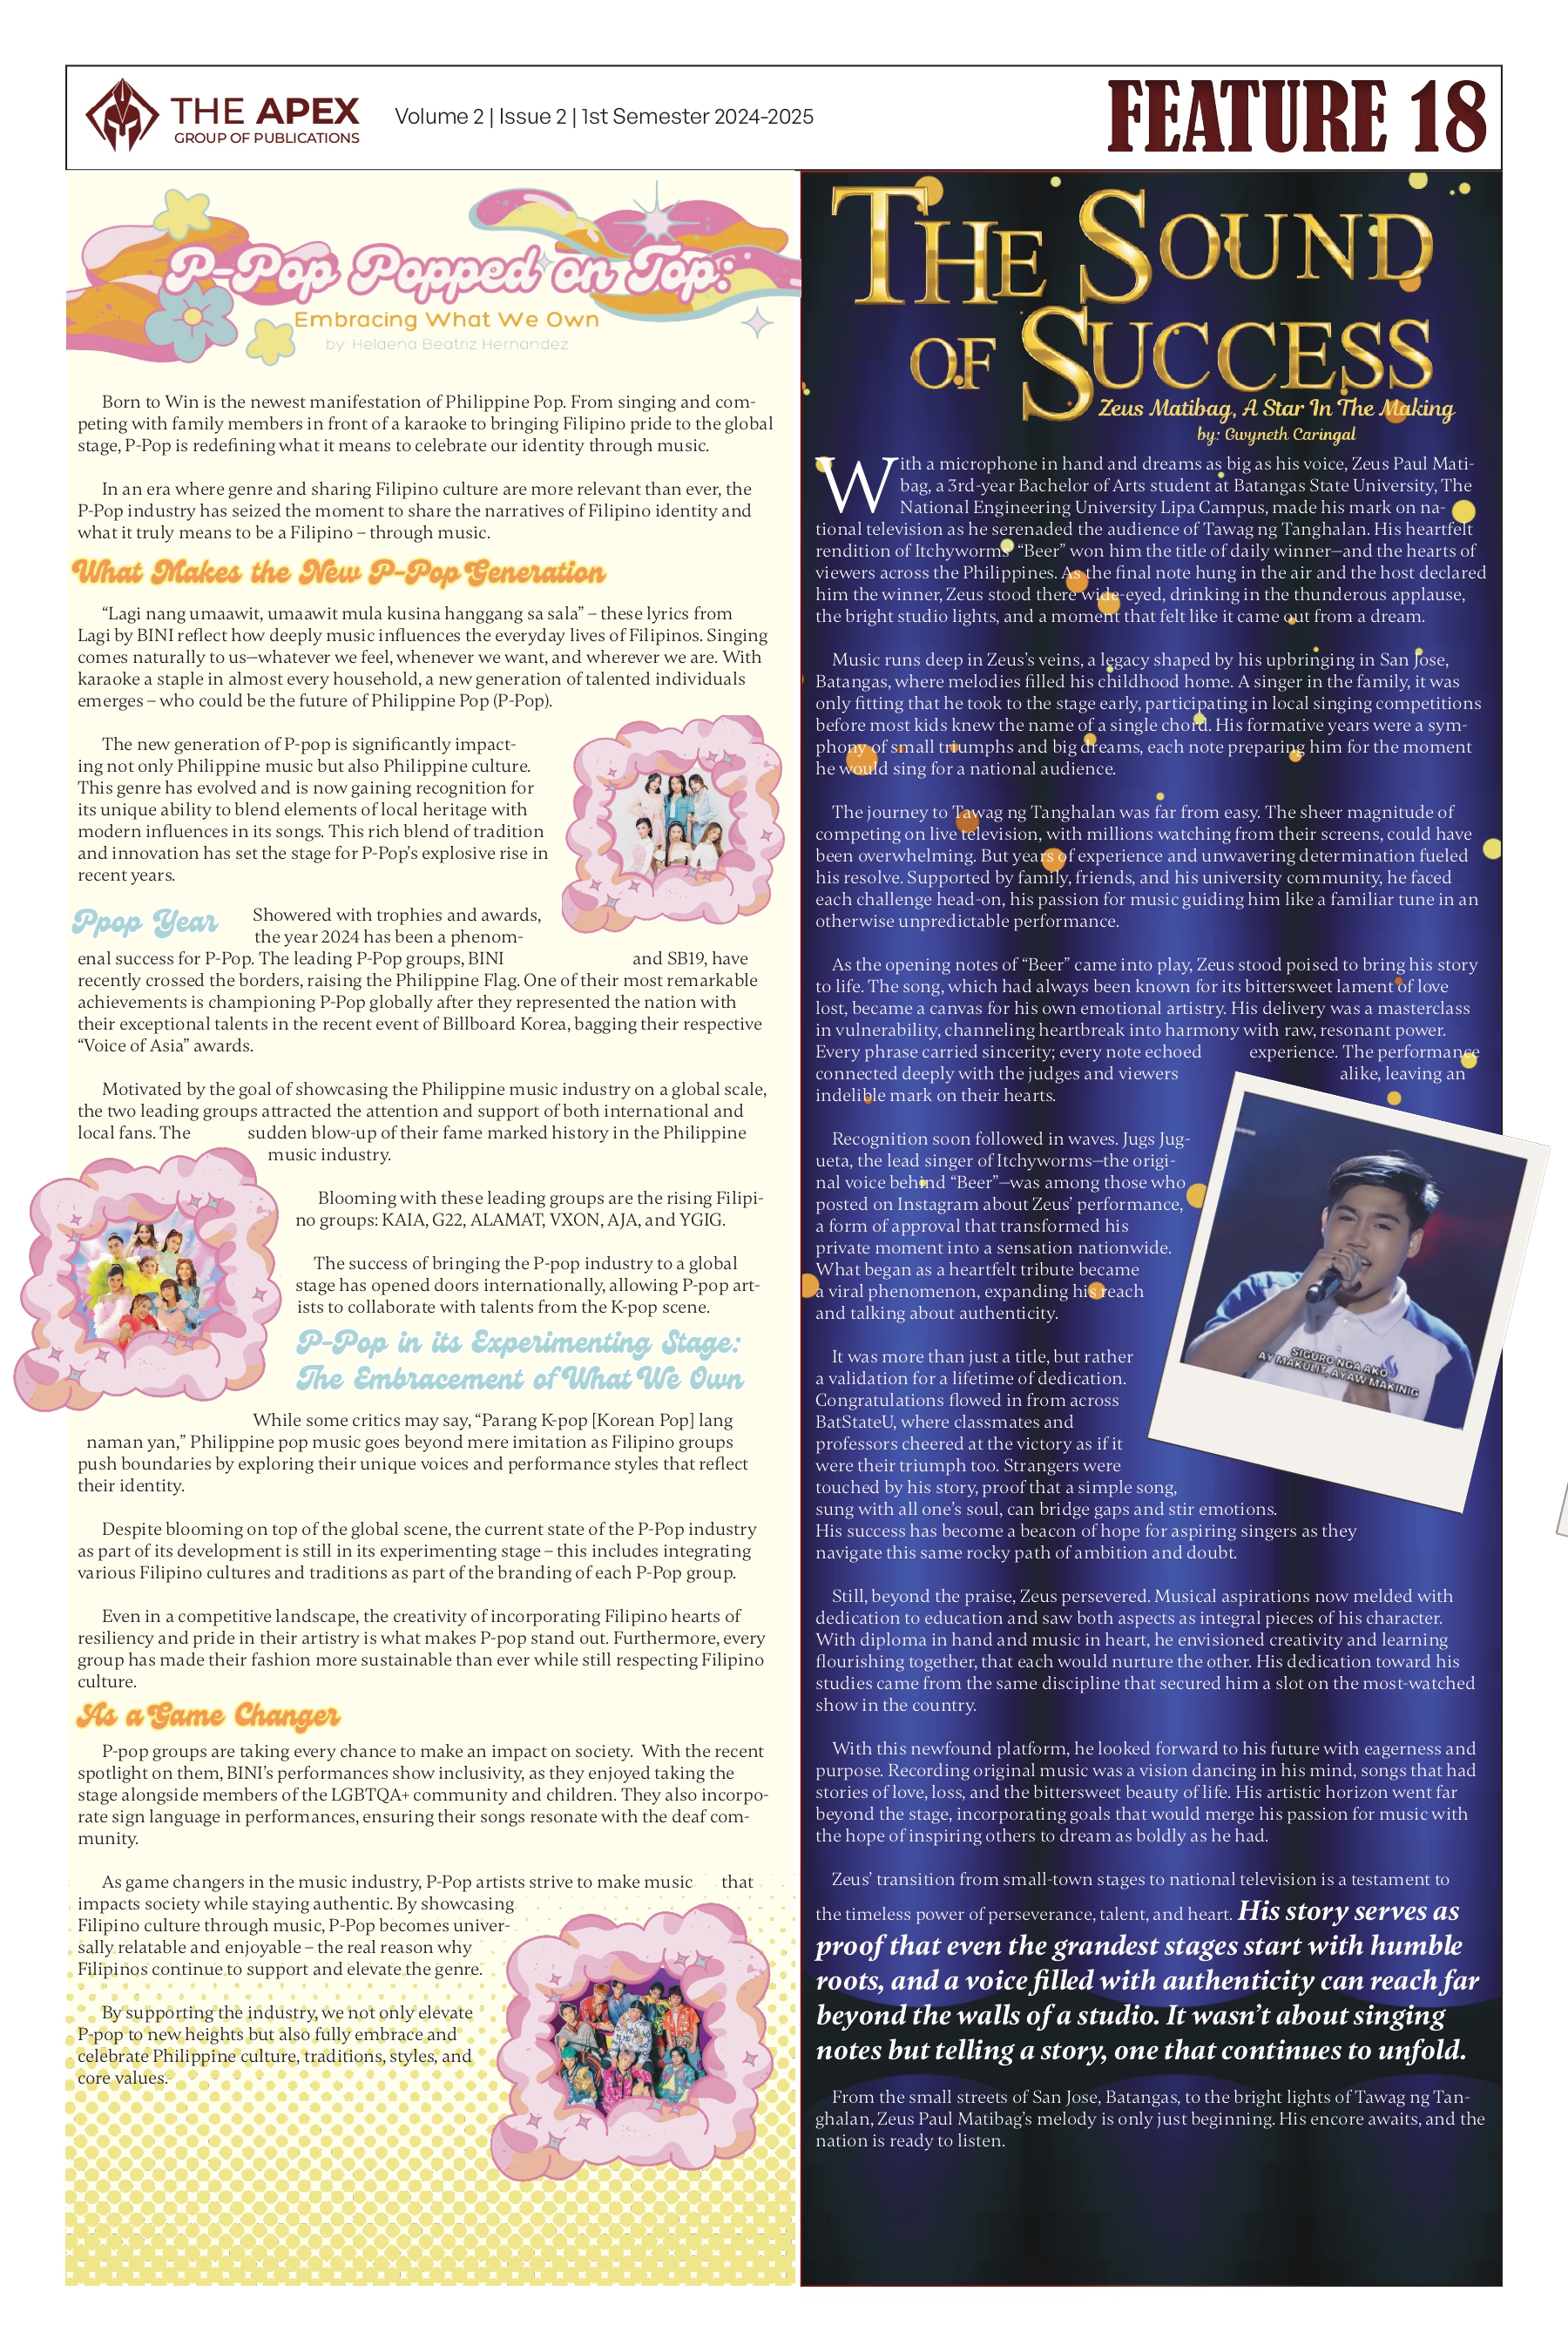 THE APEX
GROUP OF PUBLICATIONS
Volume 2 | Issue 2 | 1st Semester 2024-2025
FEATURE 18
P-Pop Popped on Top:
Embracing What We Own
by: Helaena Beatriz Hernandez
Born to Win is the newest manifestation of Philippine Pop. From singing and com-
peting with family members in front of a karaoke to bringing Filipino pride to the global
stage, P-Pop is redefining what it means to celebrate our identity through music.
In an era where genre and sharing Filipino culture are more relevant than ever, the
P-Pop industry has seized the moment to share the narratives of Filipino identity and
what it truly means to be a Filipino – through music.
What Makes the New P-Pop Generation
“Lagi nang umaawit, umaawit mula kusina hanggang sa sala” – these lyrics from
Lagi by BINI reflect how deeply music influences the everyday lives of Filipinos. Singing
comes naturally to us—whatever we feel, whenever we want, and wherever we are. With
karaoke a staple in almost every household, a new generation of talented individuals
emerges – who could be the future of Philippine Pop (P-Pop).
The new generation of P-pop is significantly impact-
ing not only Philippine music but also Philippine culture.
This genre has evolved and is now gaining recognition for
its unique ability to blend elements of local heritage with
modern influences in its songs. This rich blend of tradition
and innovation has set the stage for P-Pop’s explosive rise in
recent years.
Ppop Year
Showered with trophies and awards,
the year 2024 has been a phenom-
enal success for P-Pop. The leading P-Pop groups, BINI and SB19, have
recently crossed the borders, raising the Philippine Flag. One of their most remarkable
achievements is championing P-Pop globally after they represented the nation with
their exceptional talents in the recent event of Billboard Korea, bagging their respective
“Voice of Asia” awards.
Motivated by the goal of showcasing the Philippine music industry on a global scale,
the two leading groups attracted the attention and support of both international and
local fans. The sudden blow-up of their fame marked history in the Philippine
music industry.
Blooming with these leading groups are the rising Filipi-
no groups: KAIA, G22, ALAMAT, VXON, AJA, and YGIG.
The success of bringing the P-pop industry to a global
stage has opened doors internationally, allowing P-pop art-
ists to collaborate with talents from the K-pop scene.
P-Pop in its Experimenting Stage:
The Embracement of What We Own
While some critics may say, “Parang K-pop [Korean Pop] lang
naman yan,” Philippine pop music goes beyond mere imitation as Filipino groups
push boundaries by exploring their unique voices and performance styles that reflect
their identity.
Despite blooming on top of the global scene, the current state of the P-Pop industry
as part of its development is still in its experimenting stage – this includes integrating
various Filipino cultures and traditions as part of the branding of each P-Pop group.
Even in a competitive landscape, the creativity of incorporating Filipino hearts of
resiliency and pride in their artistry is what makes P-pop stand out. Furthermore, every
group has made their fashion more sustainable than ever while still respecting Filipino
culture.
As a Game Changer
P-pop groups are taking every chance to make an impact on society. With the recent
spotlight on them, BINI’s performances show inclusivity, as they enjoyed taking the
stage alongside members of the LGBTQA+ community and children. They also incorpo-
rate sign language in performances, ensuring their songs resonate with the deaf com-
munity.
As game changers in the music industry, P-Pop artists strive to make music that
impacts society while staying authentic. By showcasing
Filipino culture through music, P-Pop becomes univer-
sally relatable and enjoyable – the real reason why
Filipinos continue to support and elevate the genre.
By supporting the industry, we not only elevate
P-pop to new heights but also fully embrace and
celebrate Philippine culture, traditions, styles, and
core values.
THE SOUND
OF SUCCESS
Zeus Matibag, A Star In The Making
by: Gwyneth Caringal
With a microphone in hand and dreams as big as his voice, Zeus Paul Mati-
bag, a 3rd-year Bachelor of Arts student at Batangas State University, The
National Engineering University Lipa Campus, made his mark on na-
tional television as he serenaded the audience of Tawag ng Tanghalan. His heartfelt
rendition of Itchyworms’ “Beer” won him the title of daily winner—and the hearts of
viewers across the Philippines. As the final note hung in the air and the host declared
him the winner, Zeus stood there wide-eyed, drinking in the thunderous applause,
the bright studio lights, and a moment that felt like it came out from a dream.
Music runs deep in Zeus’s veins, a legacy shaped by his upbringing in San Jose,
Batangas, where melodies filled his childhood home. A singer in the family, it was
only fitting that he took to the stage early, participating in local singing competitions
before most kids knew the name of a single chord. His formative years were a sym-
phony of small triumphs and big dreams, each note preparing him for the moment
he would sing for a national audience.
The journey to Tawag ng Tanghalan was far from easy. The sheer magnitude of
competing on live television, with millions watching from their screens, could have
been overwhelming. But years of experience and unwavering determination fueled
his resolve. Supported by family, friends, and his university community, he faced
each challenge head-on, his passion for music guiding him like a familiar tune in an
otherwise unpredictable performance.
As the opening notes of “Beer” came into play, Zeus stood poised to bring his story
to life. The song, which had always been known for its bittersweet lament of love
lost, became a canvas for his own emotional artistry. His delivery was a masterclass
in vulnerability, channeling heartbreak into harmony with raw, resonant power.
Every phrase carried sincerity; every note echoed experience. The performance
connected deeply with the judges and viewers alike, leaving an
indelible mark on their hearts.
Recognition soon followed in waves. Jugs Jug-
ueta, the lead singer of Itchyworms—the origi-
nal voice behind “Beer”—was among those who
posted on Instagram about Zeus’ performance,
a form of approval that transformed his
private moment into a sensation nationwide.
What began as a heartfelt tribute became
a viral phenomenon, expanding his reach
and talking about authenticity.
SIGURO NGA AKO
AY MAKULIT, AYAW MAKINIG
It was more than just a title, but rather
a validation for a lifetime of dedication.
Congratulations flowed in from across
BatStateU, where classmates and
professors cheered at the victory as if it
were their triumph too. Strangers were
touched by his story, proof that a simple song,
sung with all one’s soul, can bridge gaps and stir emotions.
His success has become a beacon of hope for aspiring singers as they
navigate this same rocky path of ambition and doubt.
Still, beyond the praise, Zeus persevered. Musical aspirations now melded with
dedication to education and saw both aspects as integral pieces of his character.
With diploma in hand and music in heart, he envisioned creativity and learning
flourishing together, that each would nurture the other. His dedication toward his
studies came from the same discipline that secured him a slot on the most-watched
show in the country.
With this newfound platform, he looked forward to his future with eagerness and
purpose. Recording original music was a vision dancing in his mind, songs that had
stories of love, loss, and the bittersweet beauty of life. His artistic horizon went far
beyond the stage, incorporating goals that would merge his passion for music with
the hope of inspiring others to dream as boldly as he had.
Zeus’ transition from small-town stages to national television is a testament to
the timeless power of perseverance, talent, and heart. His story serves as
proof that even the grandest stages start with humble
roots, and a voice filled with authenticity can reach far
beyond the walls of a studio. It wasn’t about singing
notes but telling a story, one that continues to unfold.
From the small streets of San Jose, Batangas, to the bright lights of Tawag ng Tan-
ghalan, Zeus Paul Matibag’s melody is only just beginning. His encore awaits, and the
nation is ready to listen.